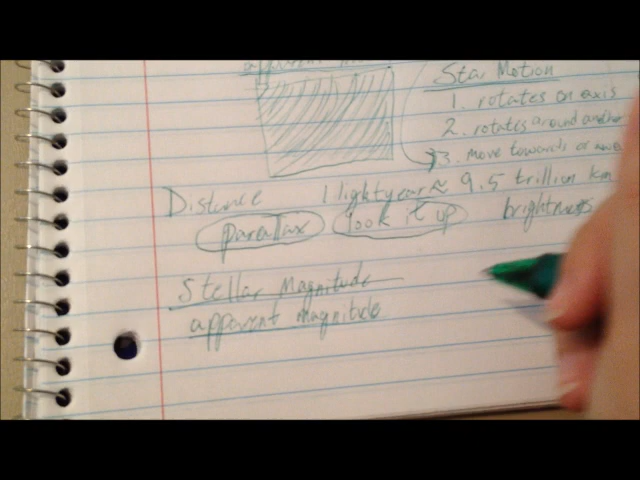 apparent
Star Motion
1. rotates on axis
2. rotates around another
3. move towards or
Distance 1 lightyear ≈ 9.5 trillion km
parallax look it up brightness
Stellar Magnitude
apparent magnitude